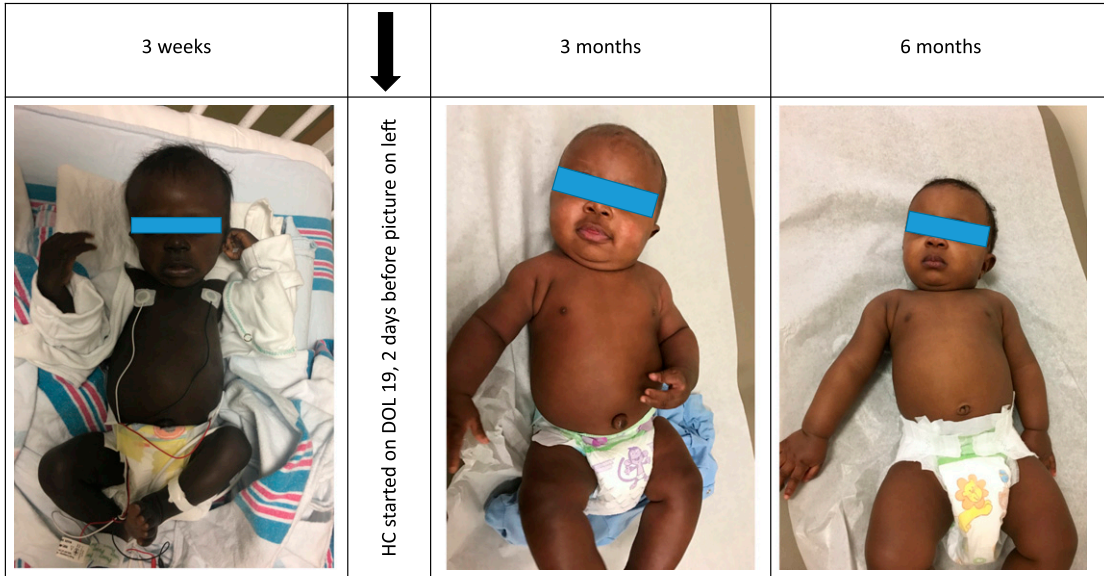 3 weeks
HC started on DOL 19, 2 days before picture on left
3 months
6 months